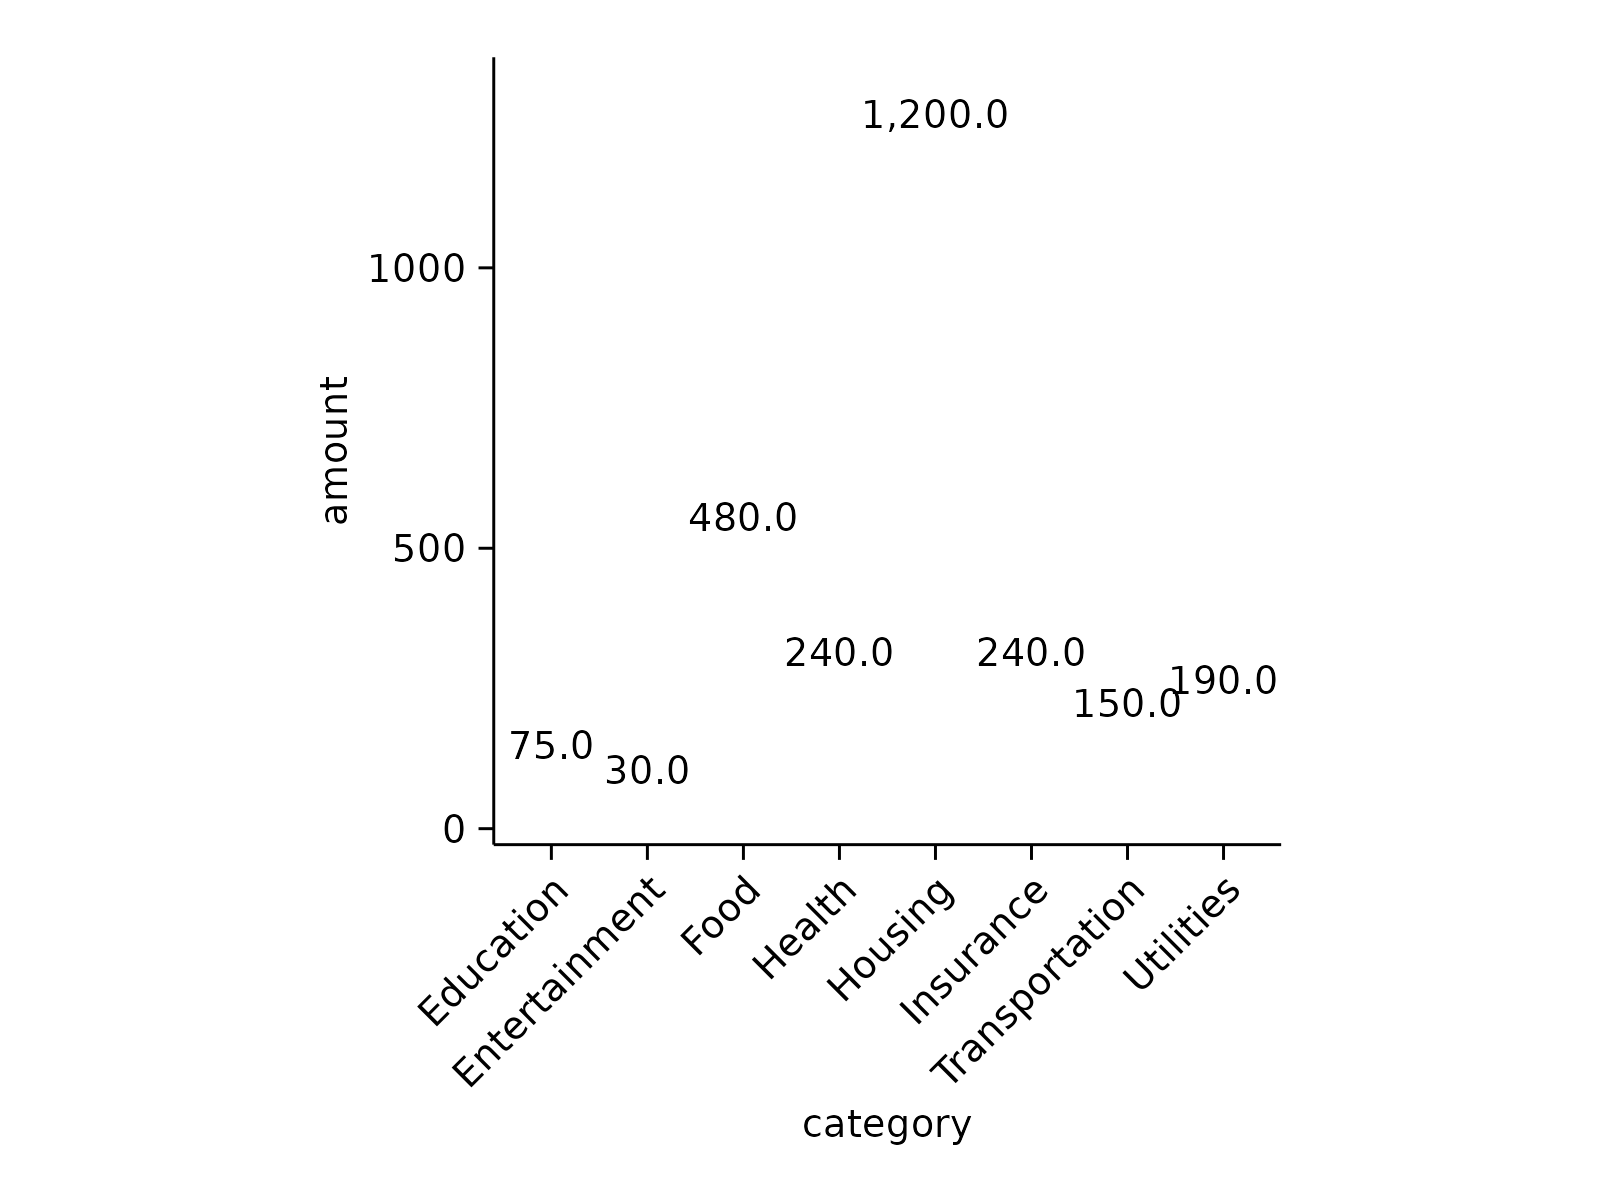 1,200.0
1000
amount
480.0
500
240.0
240.0
190.0
150.0
75.0
30.0
0
Education
Entertainment
Food
Health
Housing
Insurance
Transportation
Utilities
category